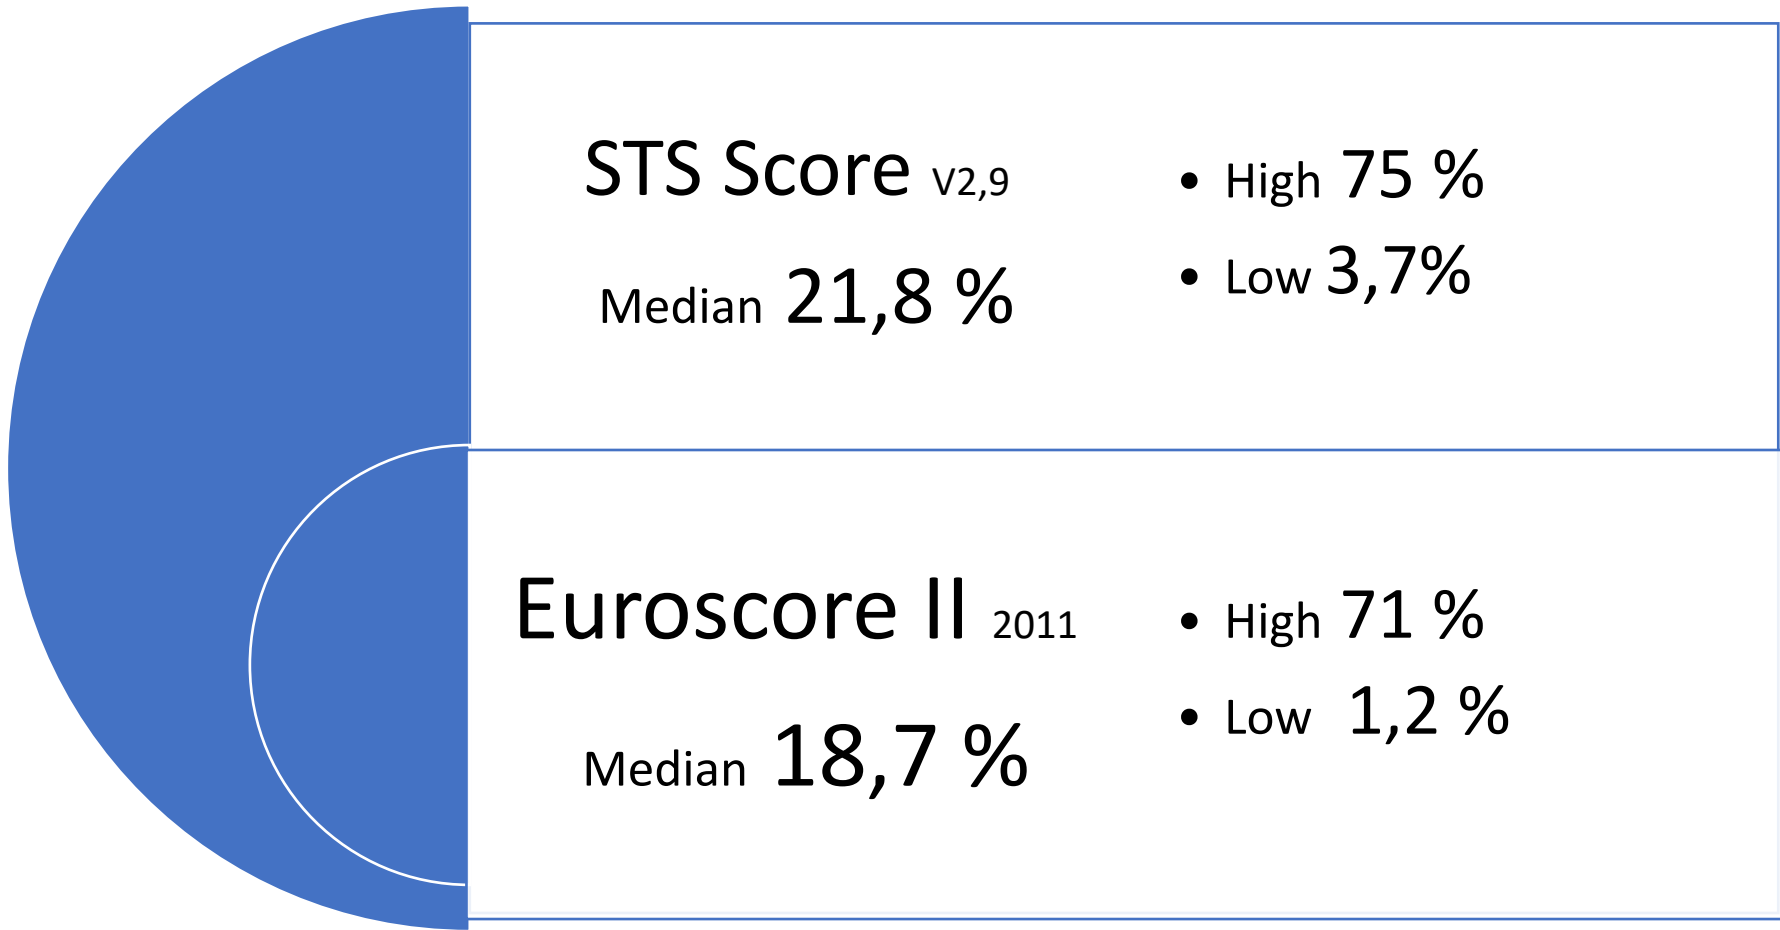 STS Score V2,9
Median 21,8 %
• High 75 %
• Low 3,7%
Euroscore II 2011
Median 18,7 %
• High 71 %
• Low 1,2 %